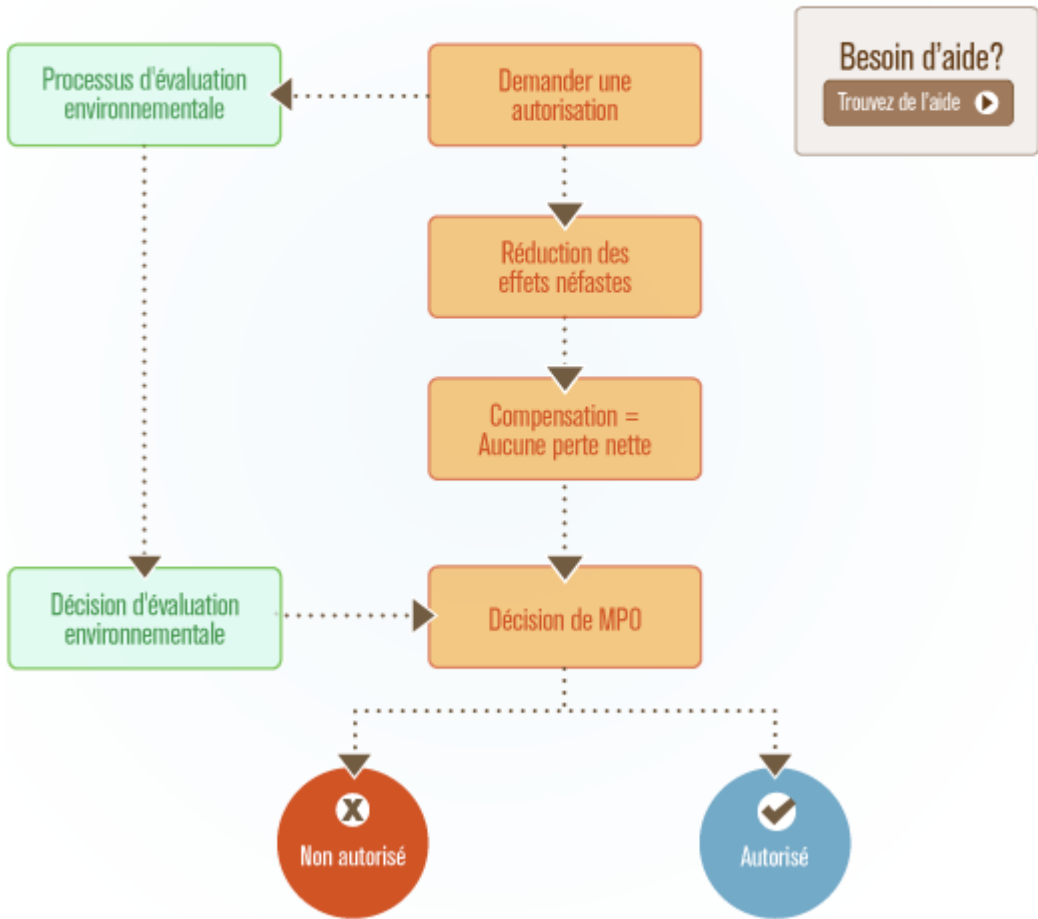 Processus d'évaluation
environnementale
Demander une
autorisation
Besoin d'aide?
Trouvez de l'aide
Réduction des
effets néfastes
Compensation =
Aucune perte nette
Décision d'évaluation
environnementale
Décision de MPO
Non autorisé
Autorisé